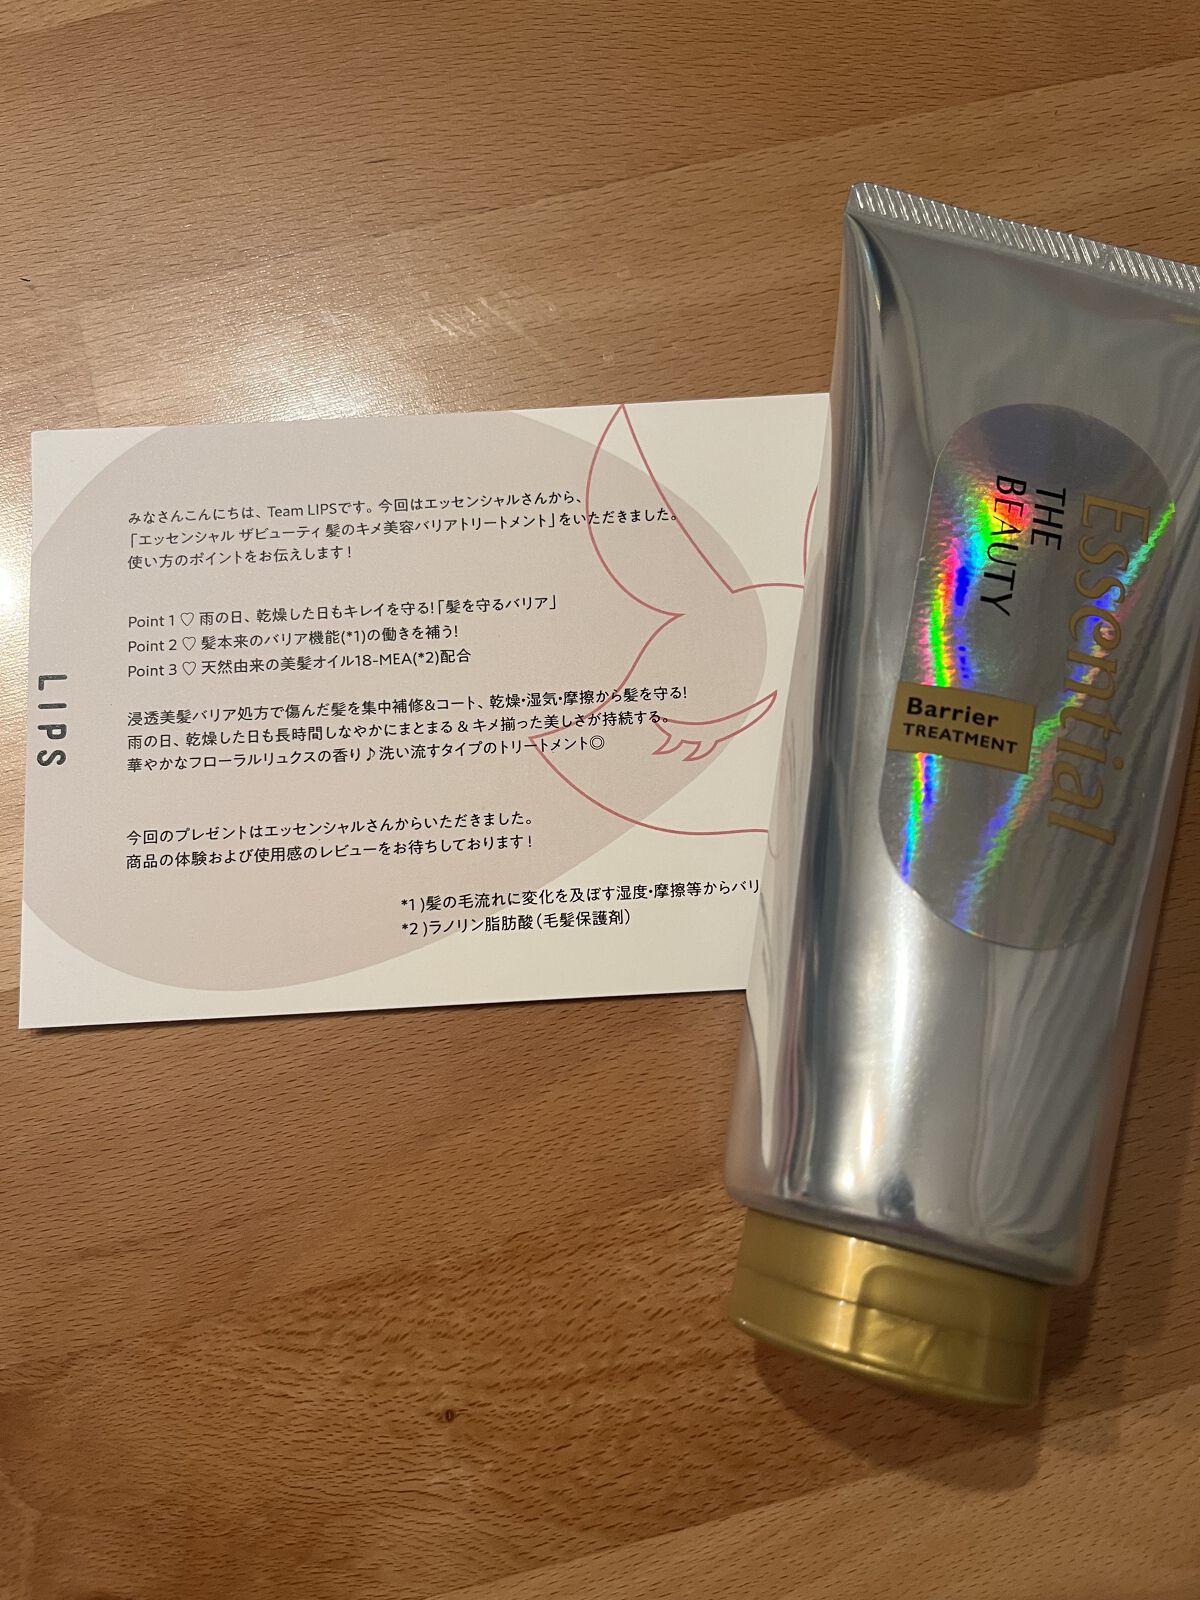 みなさんこんにちは、Team LIPSです。今回はエッセンシャルさんから、
「エッセンシャル ザビューティ 髪のキメ美容バリアトリートメント」をいただきました。
使い方のポイントをお伝えします!
Point 1 ♡ 雨の日、乾燥した日もキレイを守る!「髪を守るバリア」
Point 2 ♡ 髪本来のバリア機能(*1)の働きを補う!
Point 3 ♡ 天然由来の美髪オイル18-MEA(*2)配合
浸透美髪バリア処方で傷んだ髪を集中補修&コート、乾燥・湿気・摩擦から髪を守る!
雨の日、乾燥した日も長時間しなやかにまとまる & キメ揃った美しさが持続する。
華やかなフローラルリュクスの香り♪洗い流すタイプのトリートメント◎
今回のプレゼントはエッセンシャルさんからいただきました。
商品の体験および使用感のレビューをお待ちしております!
*1)髪の毛流れに変化を及ぼす湿度・摩擦等からバリ
*2)ラノリン脂肪酸(毛髪保護剤)
LIPS
Essential
THE
BEAUTY
Barrier
TREATMENT